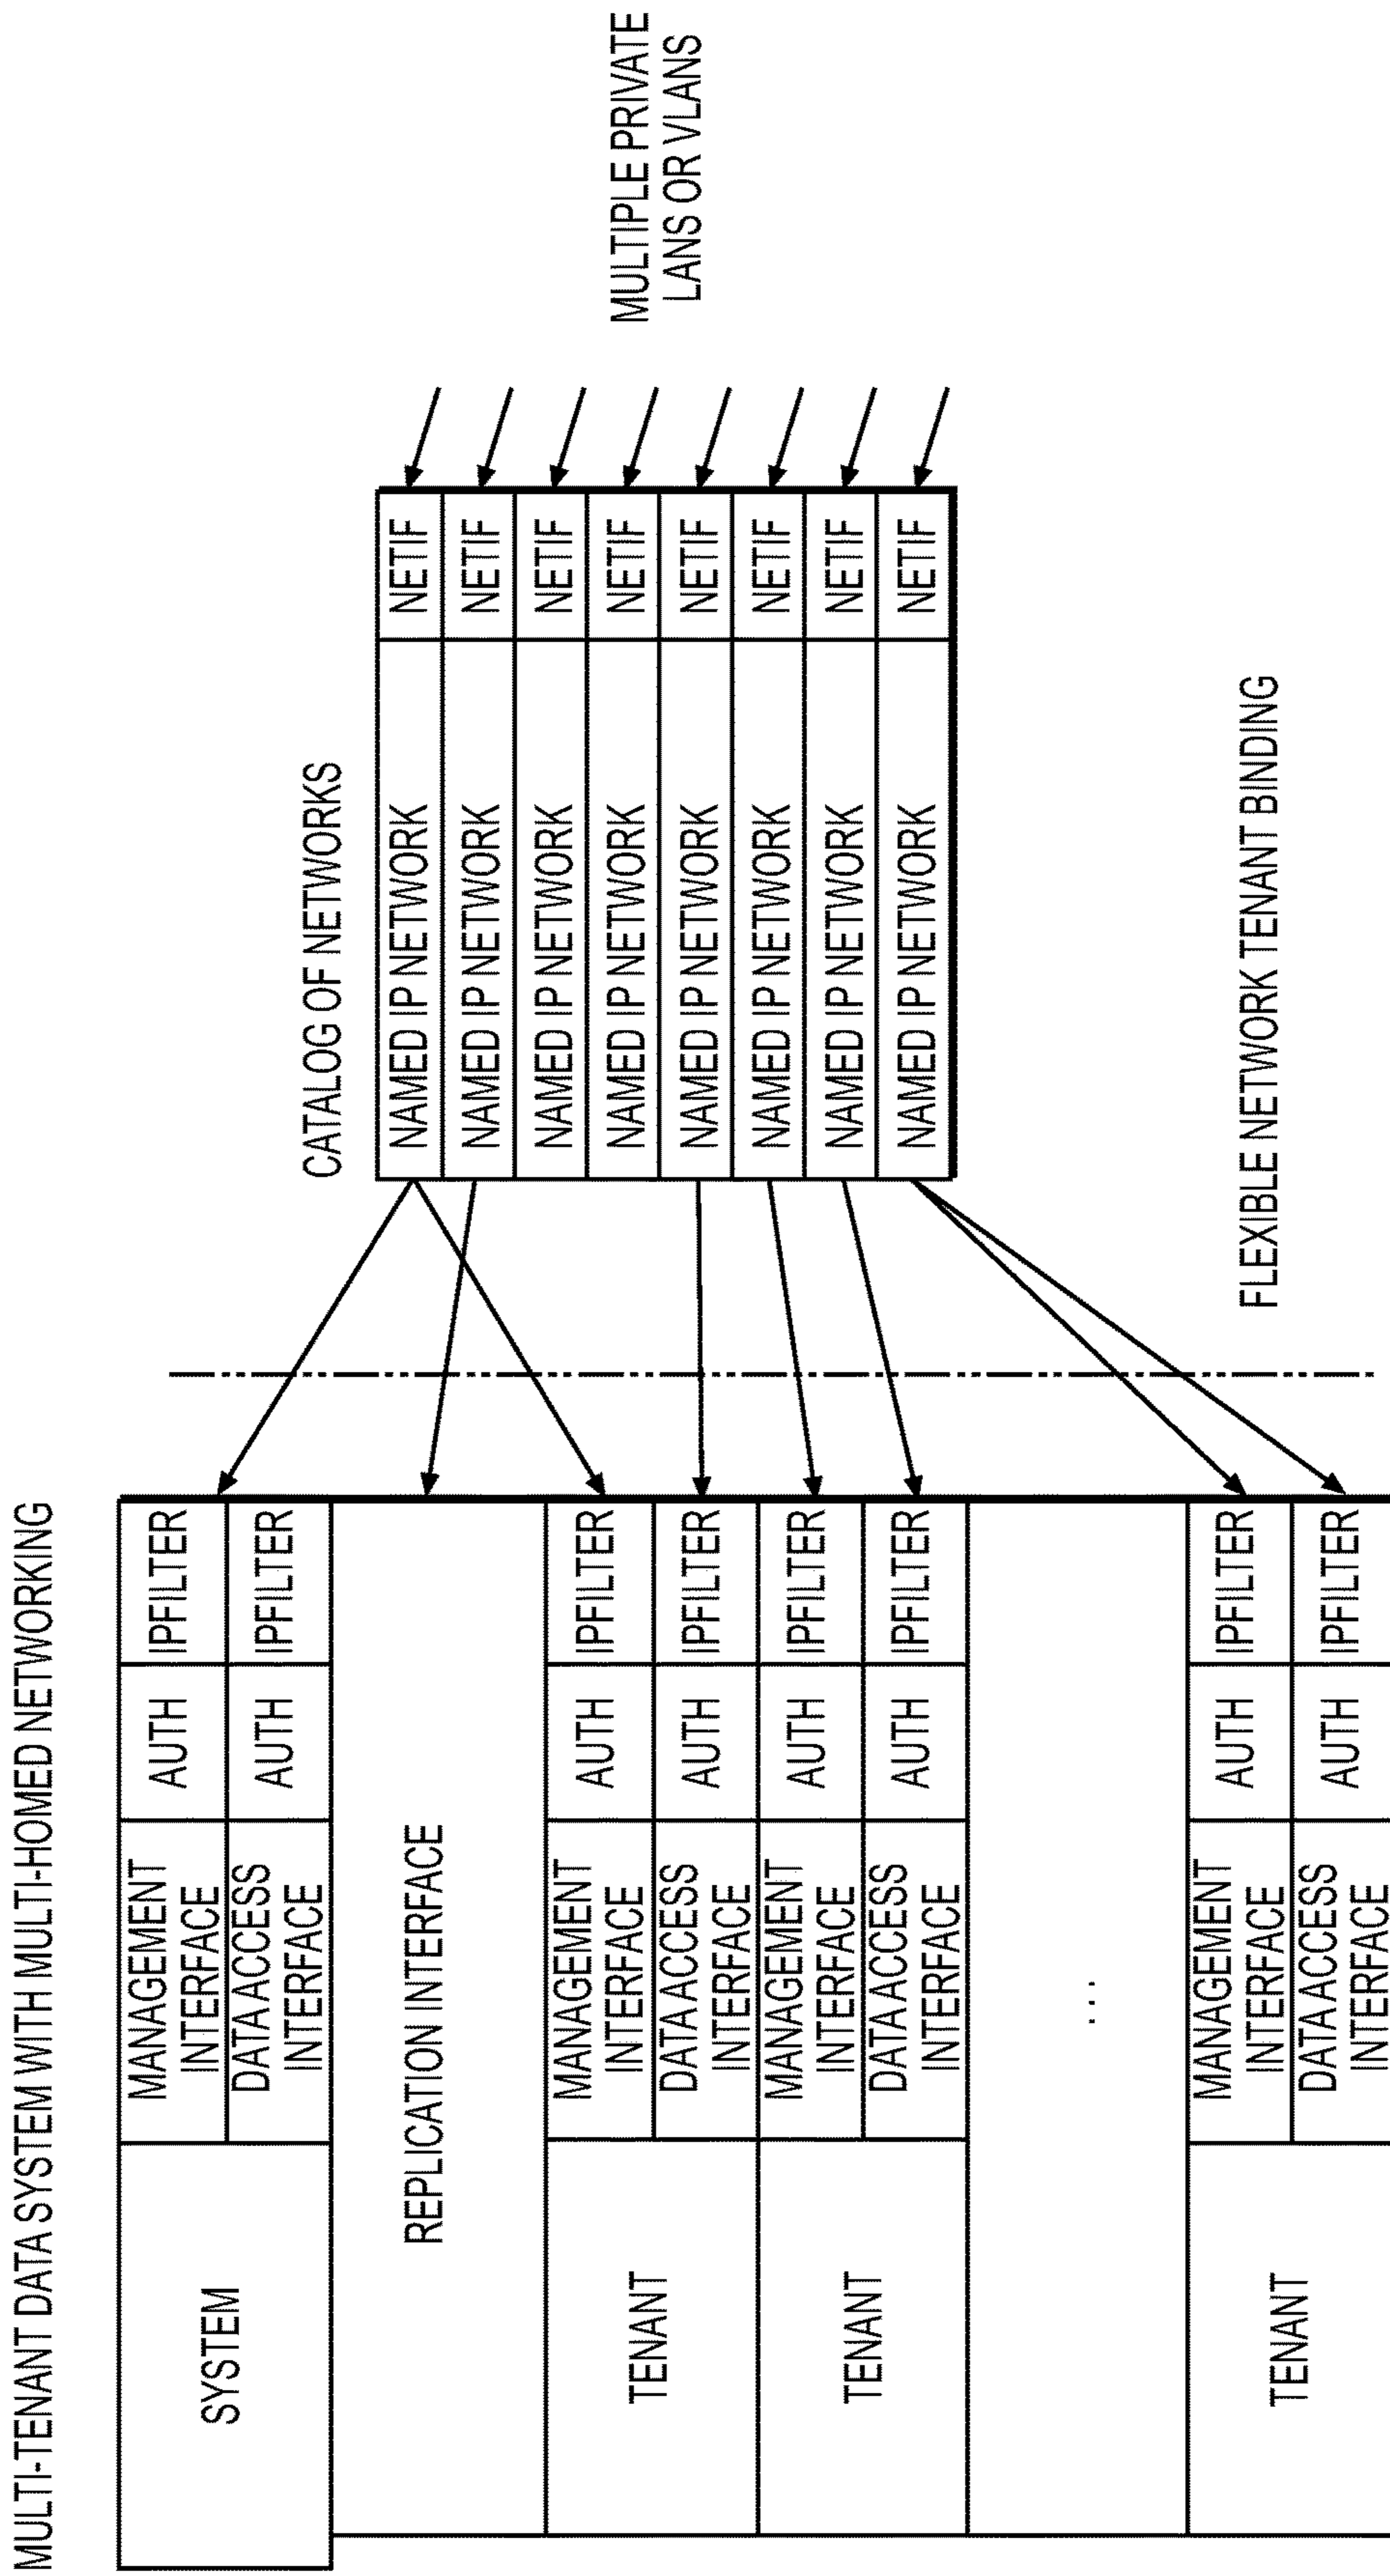 MULTI-TENANT DATA SYSTEM WITH MULTI-HOMED NETWORKING
SYSTEM
MANAGEMENT
INTERFACE
AUTH
IPFILTER
DATA ACCESS
INTERFACE
AUTH
IPFILTER
REPLICATION INTERFACE
TENANT
MANAGEMENT
INTERFACE
AUTH
IPFILTER
DATA ACCESS
INTERFACE
AUTH
IPFILTER
TENANT
MANAGEMENT
INTERFACE
AUTH
IPFILTER
DATA ACCESS
INTERFACE
AUTH
IPFILTER
...
TENANT
MANAGEMENT
INTERFACE
AUTH
IPFILTER
DATA ACCESS
INTERFACE
AUTH
IPFILTER
CATALOG OF NETWORKS
NAMED IP NETWORK NETIF
NAMED IP NETWORK NETIF
NAMED IP NETWORK NETIF
NAMED IP NETWORK NETIF
NAMED IP NETWORK NETIF
NAMED IP NETWORK NETIF
NAMED IP NETWORK NETIF
NAMED IP NETWORK NETIF
MULTIPLE PRIVATE
LANS OR VLANS
FLEXIBLE NETWORK TENANT BINDING